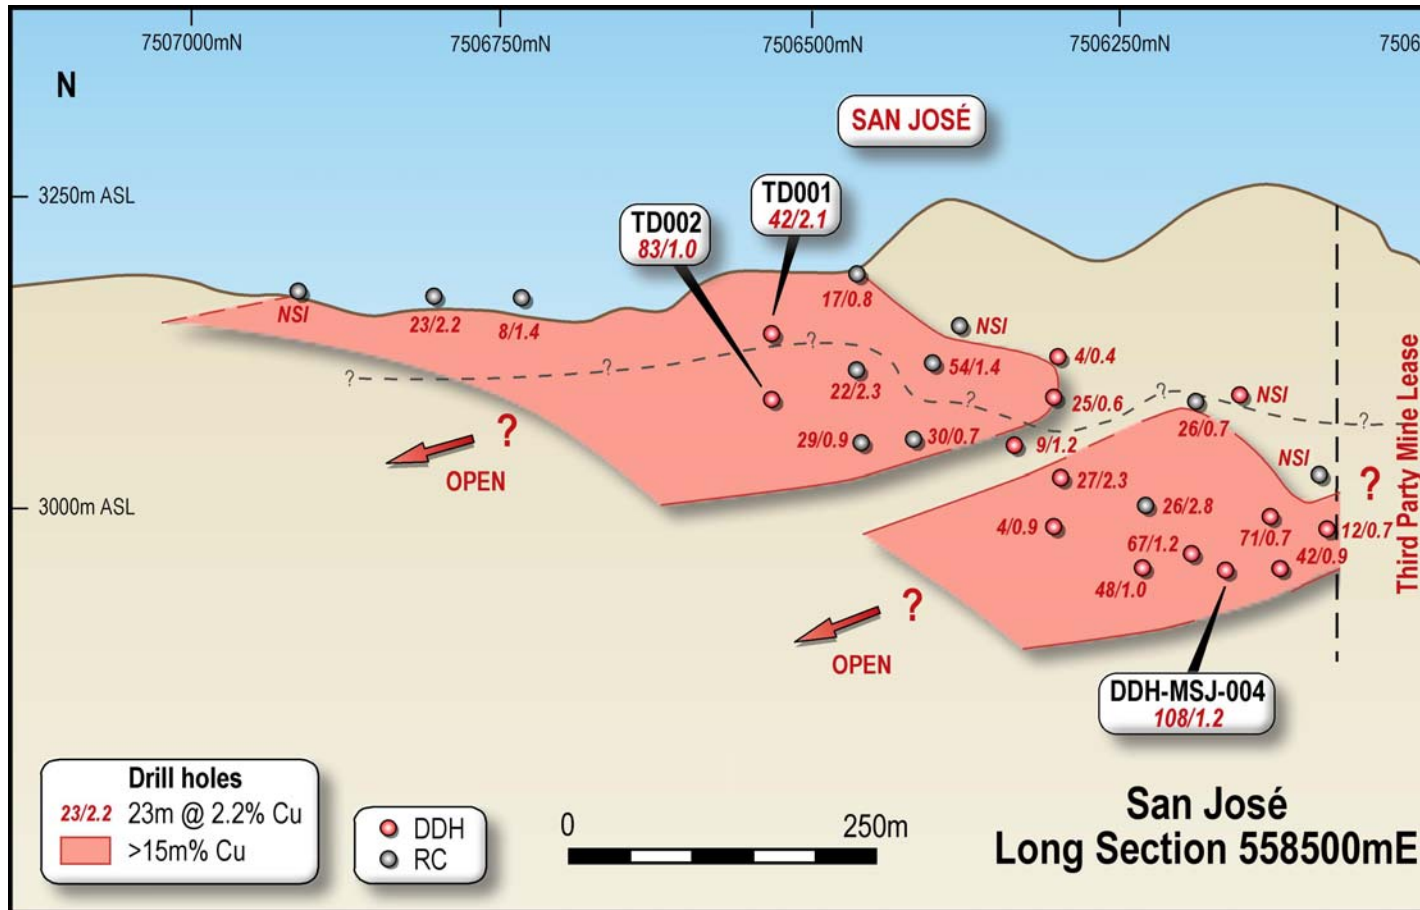 7507000mN
7506750mN
7506500mN
7506250mN
7506
N
SAN JOSÉ
3250m ASL
TD001
42/2.1
TD002
83/1.0
NSI
23/2.2
8/1.4
17/0.8
NSI
?
4/0.4
54/1.4
?
?
22/2.3
?
25/0.6
?
NSI
?
26/0.7
?
OPEN
29/0.9
30/0.7
9/1.2
NSI
?
Third Party Mine Lease
27/2.3
3000m ASL
26/2.8
4/0.9
67/1.2
71/0.7
12/0.7
42/0.9
48/1.0
?
OPEN
DDH-MSJ-004
108/1.2
Drill holes
23/2.2 23m @ 2.2% Cu
>15m% Cu
DDH
RC
0 250m
San José
Long Section 558500mE